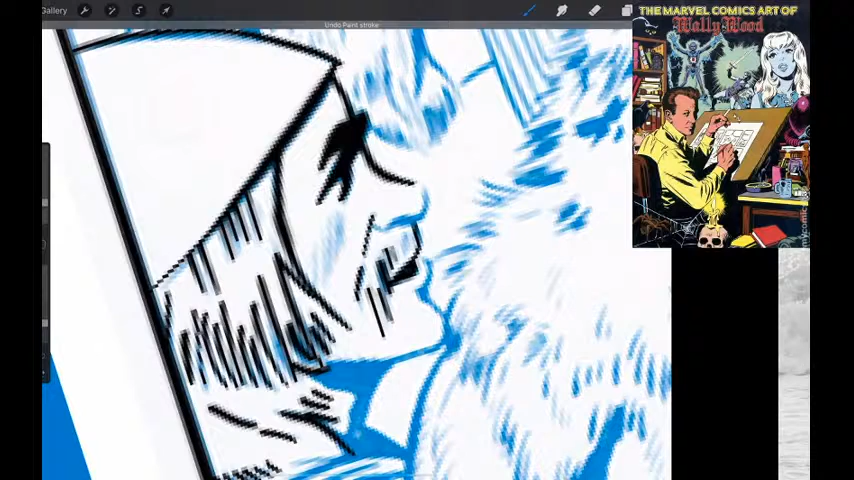 Gallery
Undo Paint stroke
THE MARVEL COMICS ART OF
Wally Wood